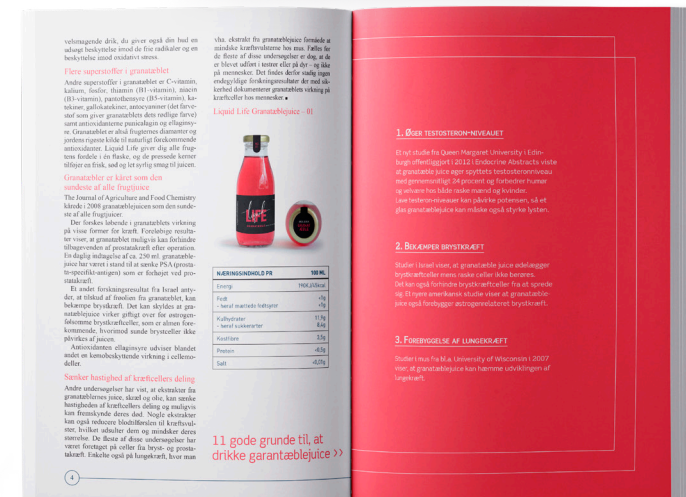 velsmagende drik, du giver også din bud en
udsøgt beskyttelse imod de frie radikaler og en
beskyttelse imod oxidativt stress.
Flere superstoffer i granatæblet
Andre superstoffer i granatæblet er C-vitamin,
kalium, fosfor, thiamin (B1-vitamin), niacin
(B3-vitamin), pantothensyre (B5-vitamin), ka-
tekiner, gallokatekiner, antocyaniner (det farve-
stof som giver granatæblets dets rødlige farve)
samt antioxidanterne punicalagin og ellaginsy-
re. Granatæblet er altså frugternes diamanter og
jordens rigeste kilde til naturligt forekommende
antioxidanter. Liquid Life giver dig alle frug-
tens fordele i én flaske, og de pressede kerner
tilføjer en frisk, sød og let syrlig smag til juicen.
Granatæbler er kåret som den
sundeste af alle frugtjuice
The Journal of Agriculture and Food Chemistry
kårede i 2008 granatæblejuicen som den sunde-
ste af alle frugtjuicer.
Der forskes løbende i granatæblets virkning
på visse former for kræft. Foreløbige resulta-
ter viser, at granatæblet muligvis kan forhindre
tilbagevenden af prostatakræft efter operation.
En daglig indtagelse af ca. 250 ml. granatæble-
juice har været i stand til at sænke PSA (prosta-
ta-specifikt-antigen) som er forhøjet ved pro-
statakræft.
Et andet forskningsresultat fra Israel anty-
der, at tilskud af frøolien fra granatæblet, kan
bekæmpe brystkræft. Det kan skyldes at gra-
natæblejuice virker giftigt over for østrogen-
følsomme brystkræftceller, som er almen fore-
kommende, hvorimod sunde brystceller ikke
påvirkes af juicen.
Antioxidanten ellaginsyre udviser blandet
andet en kemobeskyttende virkning i cellemo-
deller.
Sænker hastighed af kræftcellers deling
Andre undersøgelser har vist, at ekstrakter fra
granatæblernes juice, skræl og olie, kan sænke
hastigheden af kræftcellers deling og muligvis
kan fremskynde deres død. Nogle ekstrakter
kan også reducere blodtilførslen til kræftsvul-
ster, hvilket udsulter dem og mindsker deres
størrelse. De fleste af disse undersøgelser har
været foretaget på celler fra bryst- og prosta-
takræft. Enkelte også på lungekræft, hvor man
vha. ekstrakt fra granatæblejuice formåede at
mindske kræftsvulsterne hos mus. Fælles for
de fleste af disse undersøgelser er dog, at de
er blevet udført i testrør eller på dyr – og ikke
på mennesker. Det findes derfor stadig ingen
endegyldige forskningsresultater der med sik-
kerhed dokumenterer granatæblets virkning på
kræftceller hos mennesker. ■
Liquid Life Granatæblejuice – 01
LIFE
NÆRINGSINDHOLD PR 100 ML
Energi
Fedt
- heraf mættede fedtsyrer
Kulhydrater 11,9g
- heraf sukkerarter
Kostfibre
Protein
Salt
11 gode grunde til, at
drikke garantæblejuice >>
4
1. ØGER TESTOSTERON-NIVEAUET
Et nyt studie fra Queen Margaret University i Edin-
burgh offentliggjort i 2012 i Endocrine Abstracts viste
at granatæble juice øger spyttets testosteronniveau
med gennemsnitligt 24 procent og forbedrer humør
og velvære hos både raske mænd og kvinder.
Lave testeron-niveauer kan påvirke potensen, så et
glas granatæblejuice kan måske også styrke lysten.
2. BEKÆMPER BRYSTKRÆFT
Studier i Israel viser, at granatæble juice ødelægger
brystkræftceller mens raske celler ikke berøres.
Det kan også forhindre brystkræftceller fra at sprede
sig. Et nyere amerikansk studie viser at granatæble-
juice også forebygger østrogenrelateret brystkræft.
3. FOREBYGGELSE AF LUNGEKRÆFT
Studier i mus fra bl.a. University of Wisconsin i 2007
viser, at granatæblejuice kan hæmme udviklingen af
lungekræft.